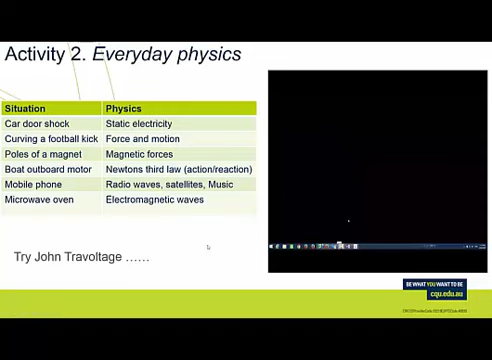 Activity 2. Everyday physics
Situation Physics
Car door shock Static electricity
Curving a football kick Force and motion
Poles of a magnet Magnetic forces
Boat outboard motor Newtons third law (action/reaction)
Mobile phone Radio waves, satellites, Music
Microwave oven Electromagnetic waves
Try John Travoltage ......
BE WHAT YOU WANT TO BE
cqu.edu.au